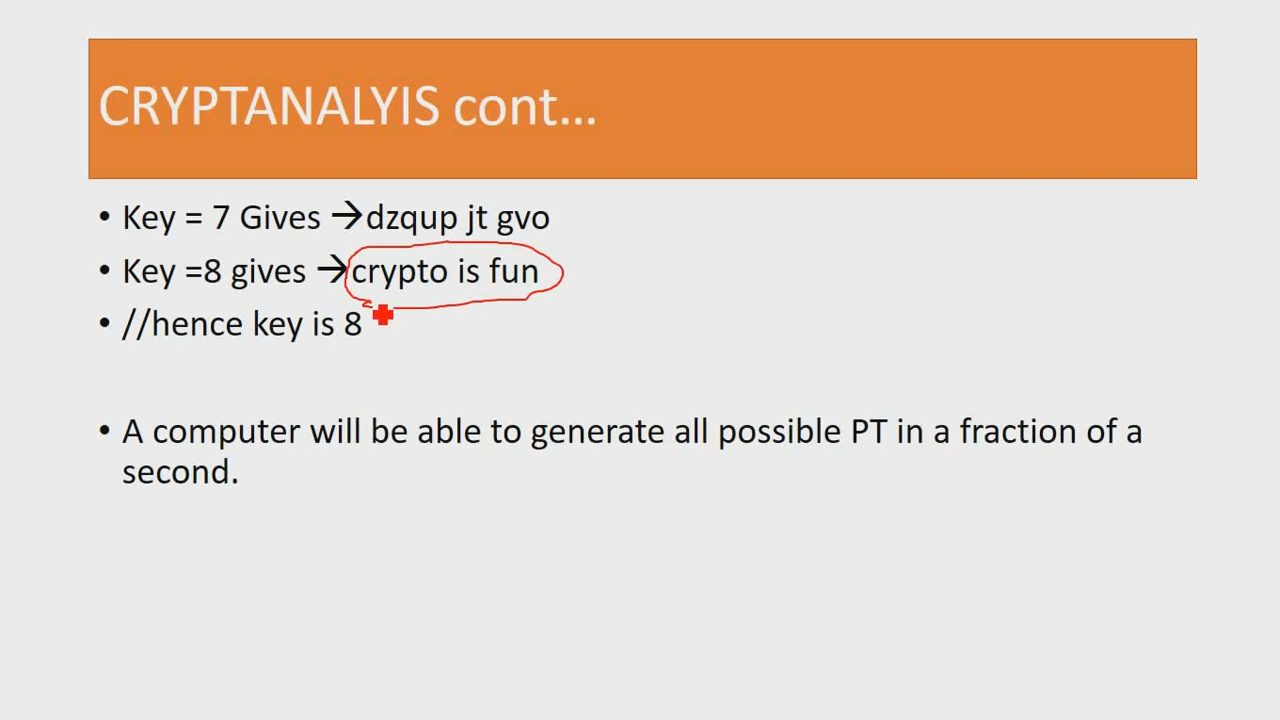 CRYPTANALYIS cont...
• Key = 7 Gives →dzqup jt gvo
• Key =8 gives →crypto is fun
• //hence key is 8
• A computer will be able to generate all possible PT in a fraction of a
second.